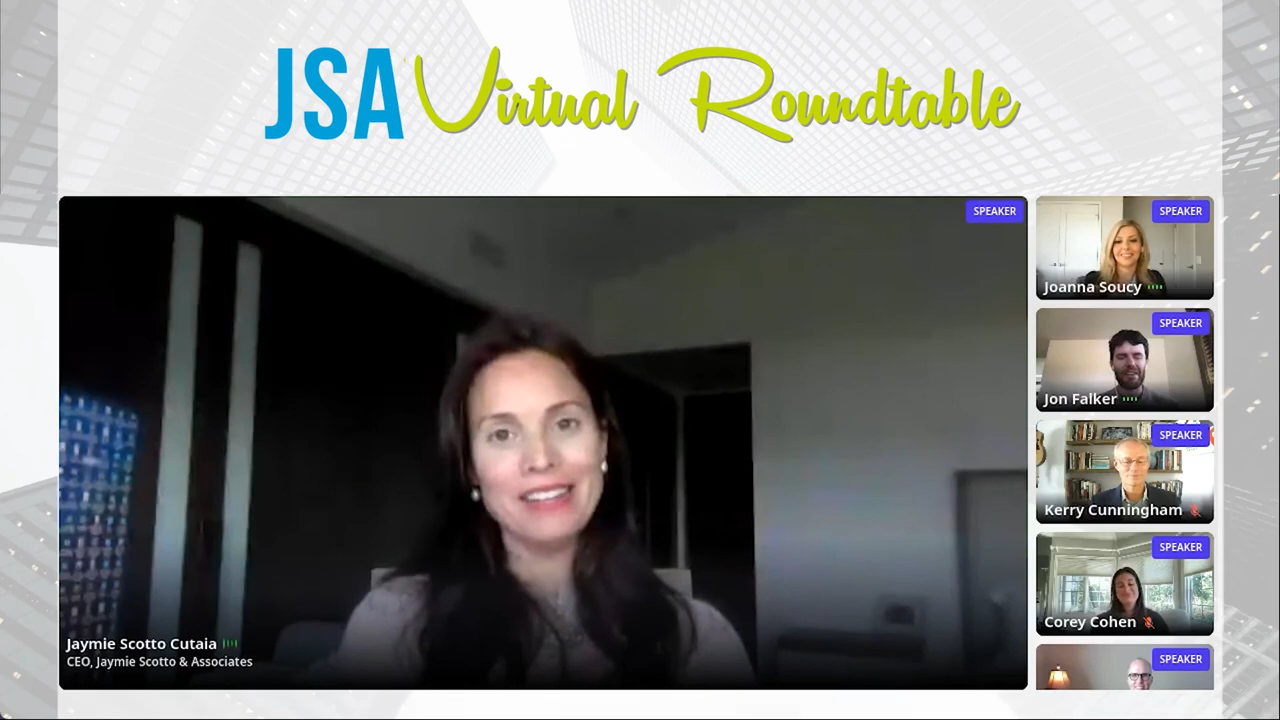 JSA Virtual Roundtable
SPEAKER
Jaymie Scotto Cutaia
CEO, Jaymie Scotto & Associates
SPEAKER
Joanna Soucy
SPEAKER
Jon Falker
SPEAKER
Kerry Cunningham
SPEAKER
Corey Cohen
SPEAKER